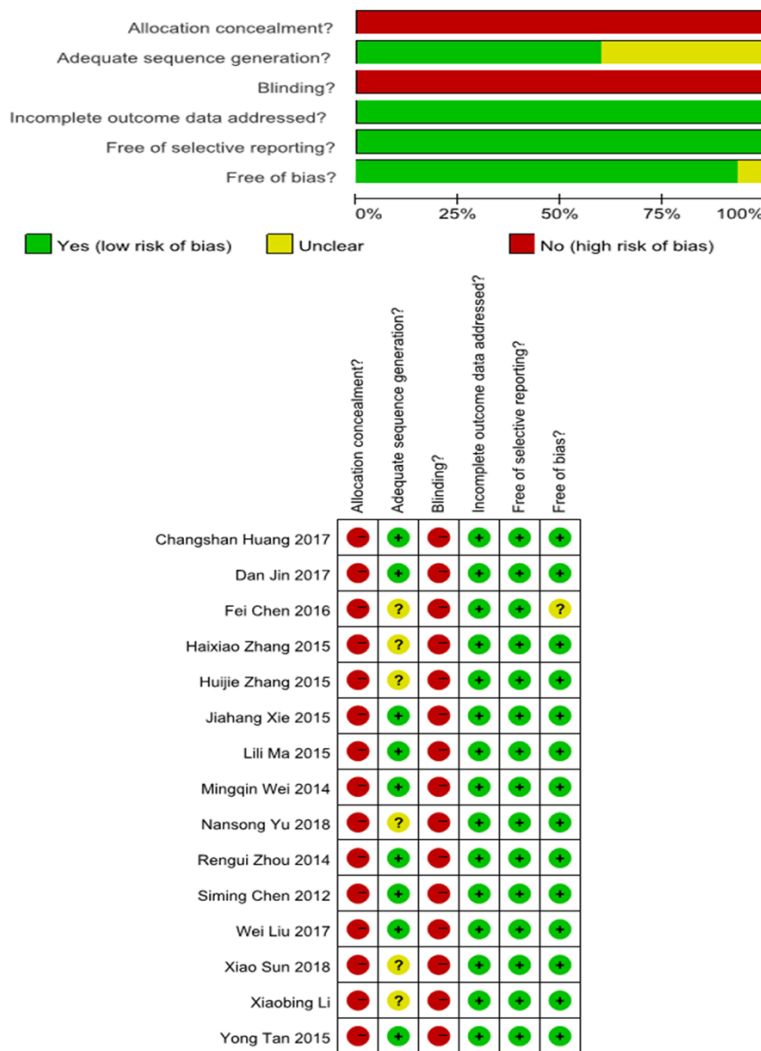 Allocation concealment?
Adequate sequence generation?
Blinding?
Incomplete outcome data addressed?
Free of selective reporting?
Free of bias?
0% 25% 50% 75% 100%
Yes (low risk of bias) Unclear No (high risk of bias)
Allocation concealment?
Adequate sequence generation?
Blinding?
Incomplete outcome data addressed?
Free of selective reporting?
Free of bias?
Changshan Huang 2017 - + - + + +
Dan Jin 2017 - + - + + +
Fei Chen 2016 - ? - + + ?
Haixiao Zhang 2015 - ? - + + +
Huijie Zhang 2015 - ? - + + +
Jiahang Xie 2015 - + - + + +
Lili Ma 2015 - + - + + +
Mingqin Wei 2014 - + - + + +
Nansong Yu 2018 - ? - + + +
Rengui Zhou 2014 - + - + + +
Siming Chen 2012 - + - + + +
Wei Liu 2017 - + - + + +
Xiao Sun 2018 - ? - + + +
Xiaobing Li - ? - + + +
Yong Tan 2015 - + - + + +